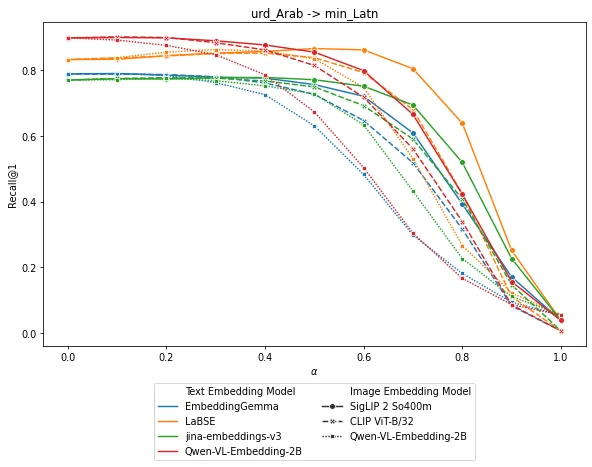 urd_Arab -> min_Latn
Recall@1
0.8
0.6
0.4
0.2
0.0
0.0 0.2 0.4 0.6 0.8 1.0
α
Text Embedding Model
EmbeddingGemma
LaBSE
jina-embeddings-v3
Qwen-VL-Embedding-2B
Image Embedding Model
SigLIP 2 So400m
CLIP ViT-B/32
Qwen-VL-Embedding-2B